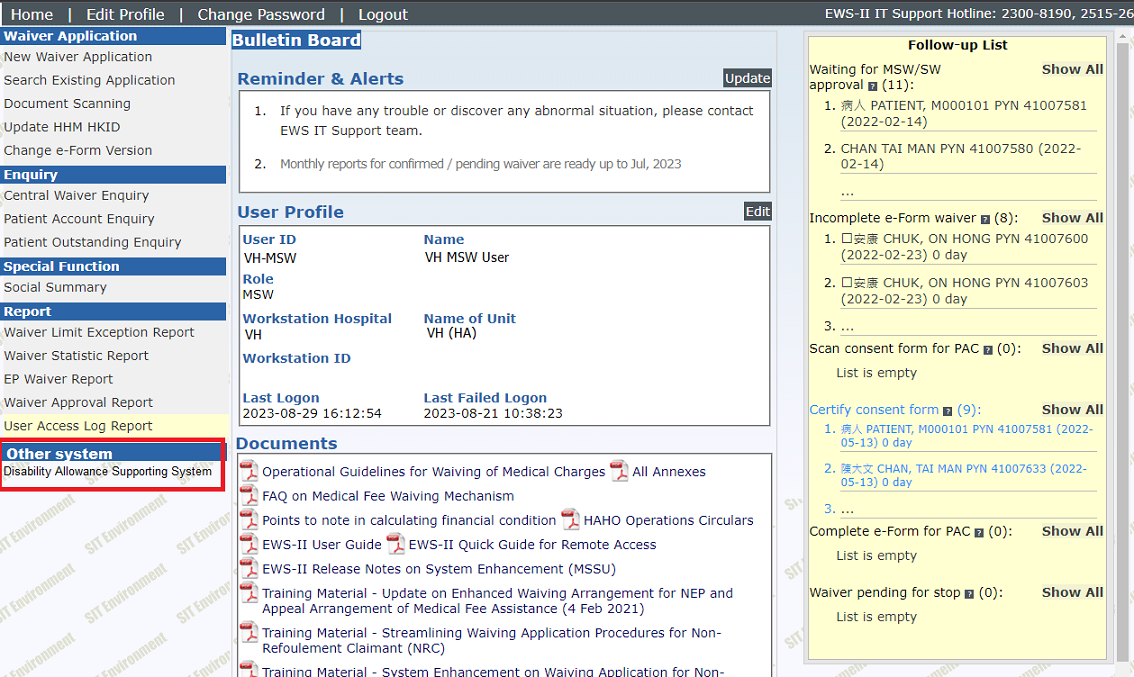 Home | Edit Profile | Change Password | Logout
EWS-II IT Support Hotline: 2300-8190, 2515-26
Waiver Application
New Waiver Application
Search Existing Application
Document Scanning
Update HHM HKID
Change e-Form Version
Enquiry
Central Waiver Enquiry
Patient Account Enquiry
Patient Outstanding Enquiry
Special Function
Social Summary
Report
Waiver Limit Exception Report
Waiver Statistic Report
EP Waiver Report
Waiver Approval Report
User Access Log Report
Other system
Disability Allowance Supporting System
SIT Environment
SIT Environment
SIT Environment
Bulletin Board
Reminder & Alerts
Update
1. If you have any trouble or discover any abnormal situation, please contact
EWS IT Support team.
2. Monthly reports for confirmed / pending waiver are ready up to Jul, 2023
User Profile
Edit
User ID
Name
VH-MSW
VH MSW User
Role
MSW
Workstation Hospital
Name of Unit
VH
VH (HA)
Workstation ID
Last Logon
Last Failed Logon
2023-08-29 16:12:54
2023-08-21 10:38:23
Documents
Operational Guidelines for Waiving of Medical Charges All Annexes
FAQ on Medical Fee Waiving Mechanism
Points to note in calculating financial condition HAHO Operations Circulars
EWS-II User Guide EWS-II Quick Guide for Remote Access
EWS-II Release Notes on System Enhancement (MSSU)
Training Material - Update on Enhanced Waiving Arrangement for NEP and
Appeal Arrangement of Medical Fee Assistance (4 Feb 2021)
Training Material - Streamlining Waiving Application Procedures for Non-
Refoulement Claimant (NRC)
Training Material - System Enhancement on Waiving Application for Non-
Follow-up List
Waiting for MSW/SW
approval ? (11):
Show All
1. 病人 PATIENT, M000101 PYN 41007581
(2022-02-14)
2. CHAN TAI MAN PYN 41007580 (2022-
02-14)
...
Incomplete e-Form waiver ? (8): Show All
1. □安康 CHUK, ON HONG PYN 41007600
(2022-02-23) 0 day
2. □安康 CHUK, ON HONG PYN 41007603
(2022-02-23) 0 day
3. ...
Scan consent form for PAC ? (0): Show All
List is empty
Certify consent form ? (9): Show All
1. 病人 PATIENT, M000101 PYN 41007581 (2022-
05-13) 0 day
2. 陳大文 CHAN, TAI MAN PYN 41007633 (2022-
05-13) 0 day
3. ...
Complete e-Form for PAC ? (0): Show All
List is empty
Waiver pending for stop ? (0): Show All
List is empty